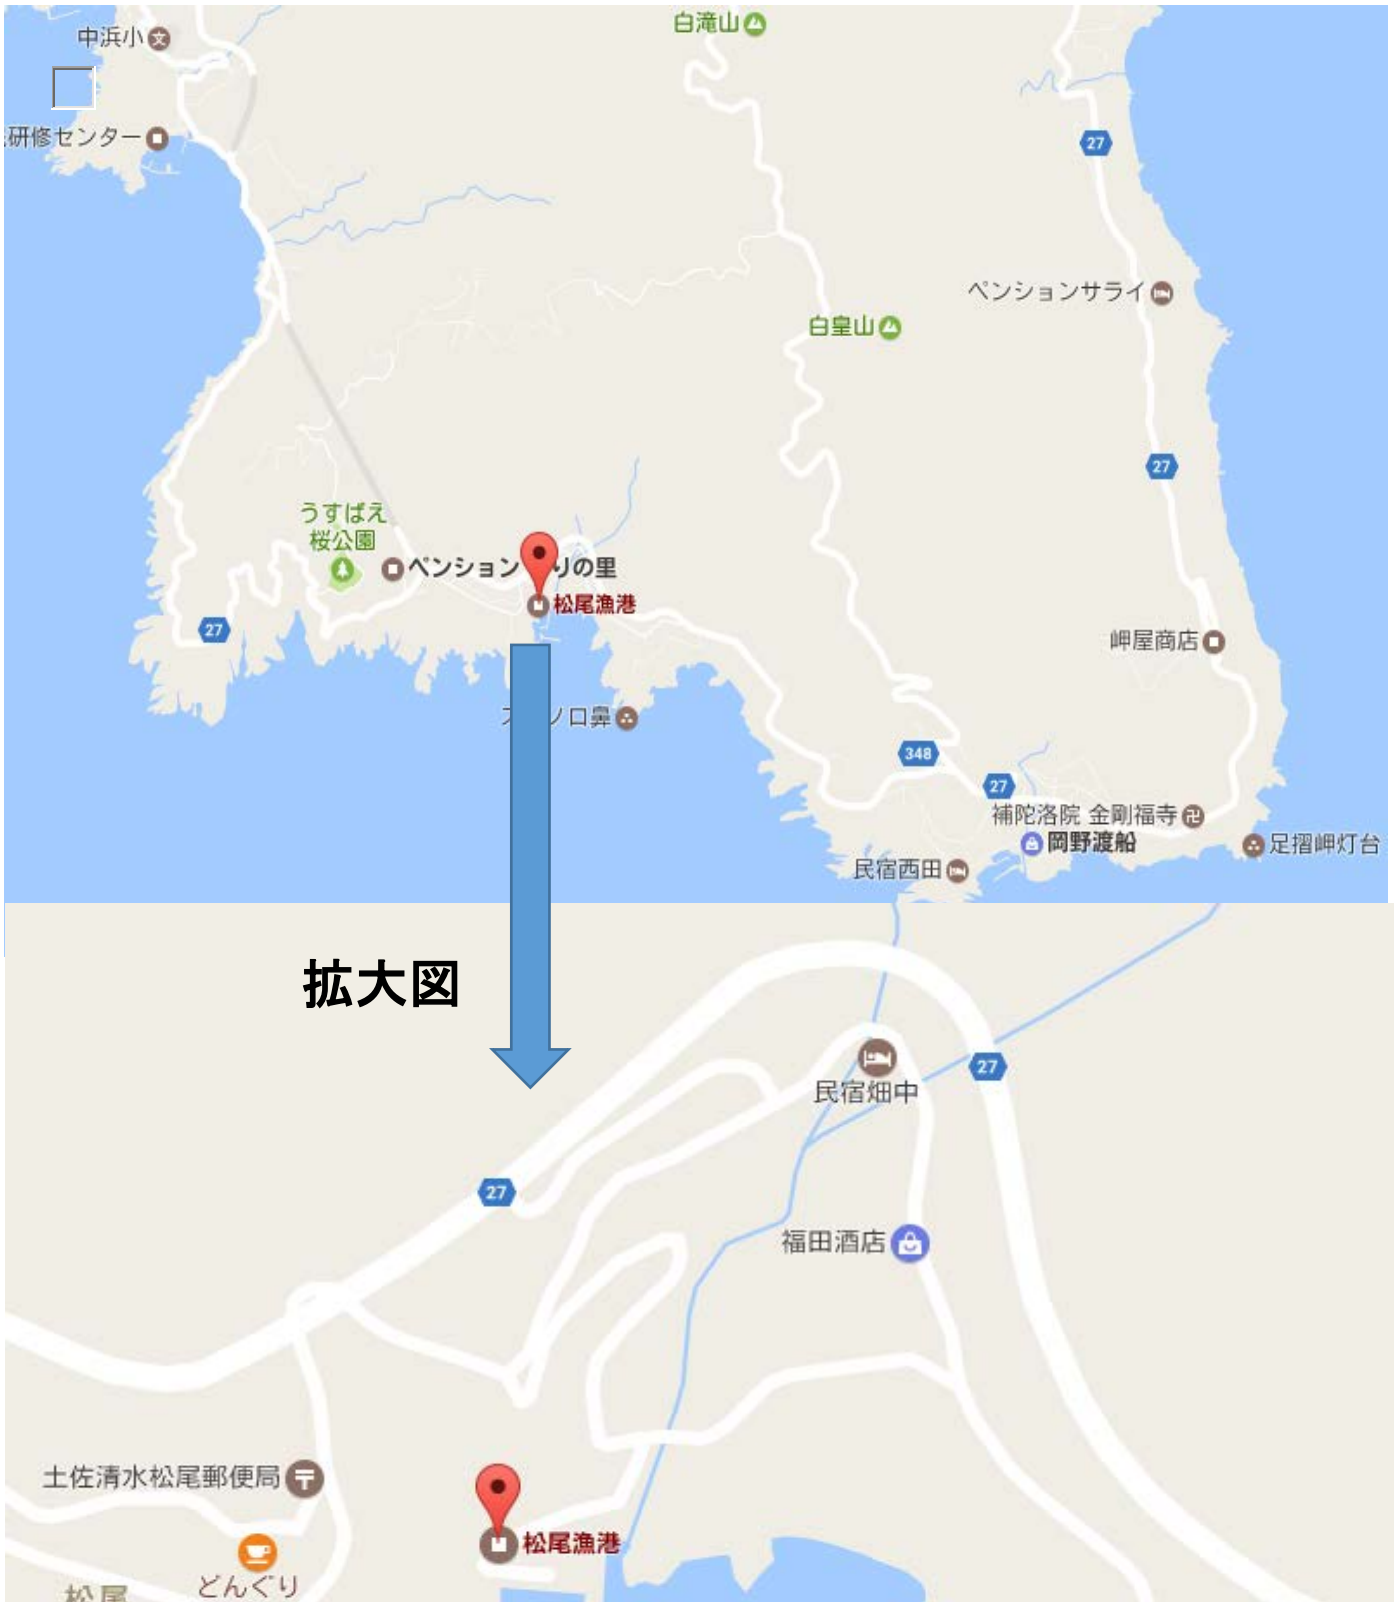 白滝山
中浜小
研修センター
27
ペンションサライ
白皇山
27
うすばえ
桜公園
ペンション
りの里
松尾漁港
27
岬屋商店
ノ口鼻
348
27
補陀洛院 金剛福寺
岡野渡船
足摺岬灯台
民宿西田
拡大図
27
民宿畑中
27
福田酒店
土佐清水松尾郵便局
松尾漁港
どんぐり
松尾